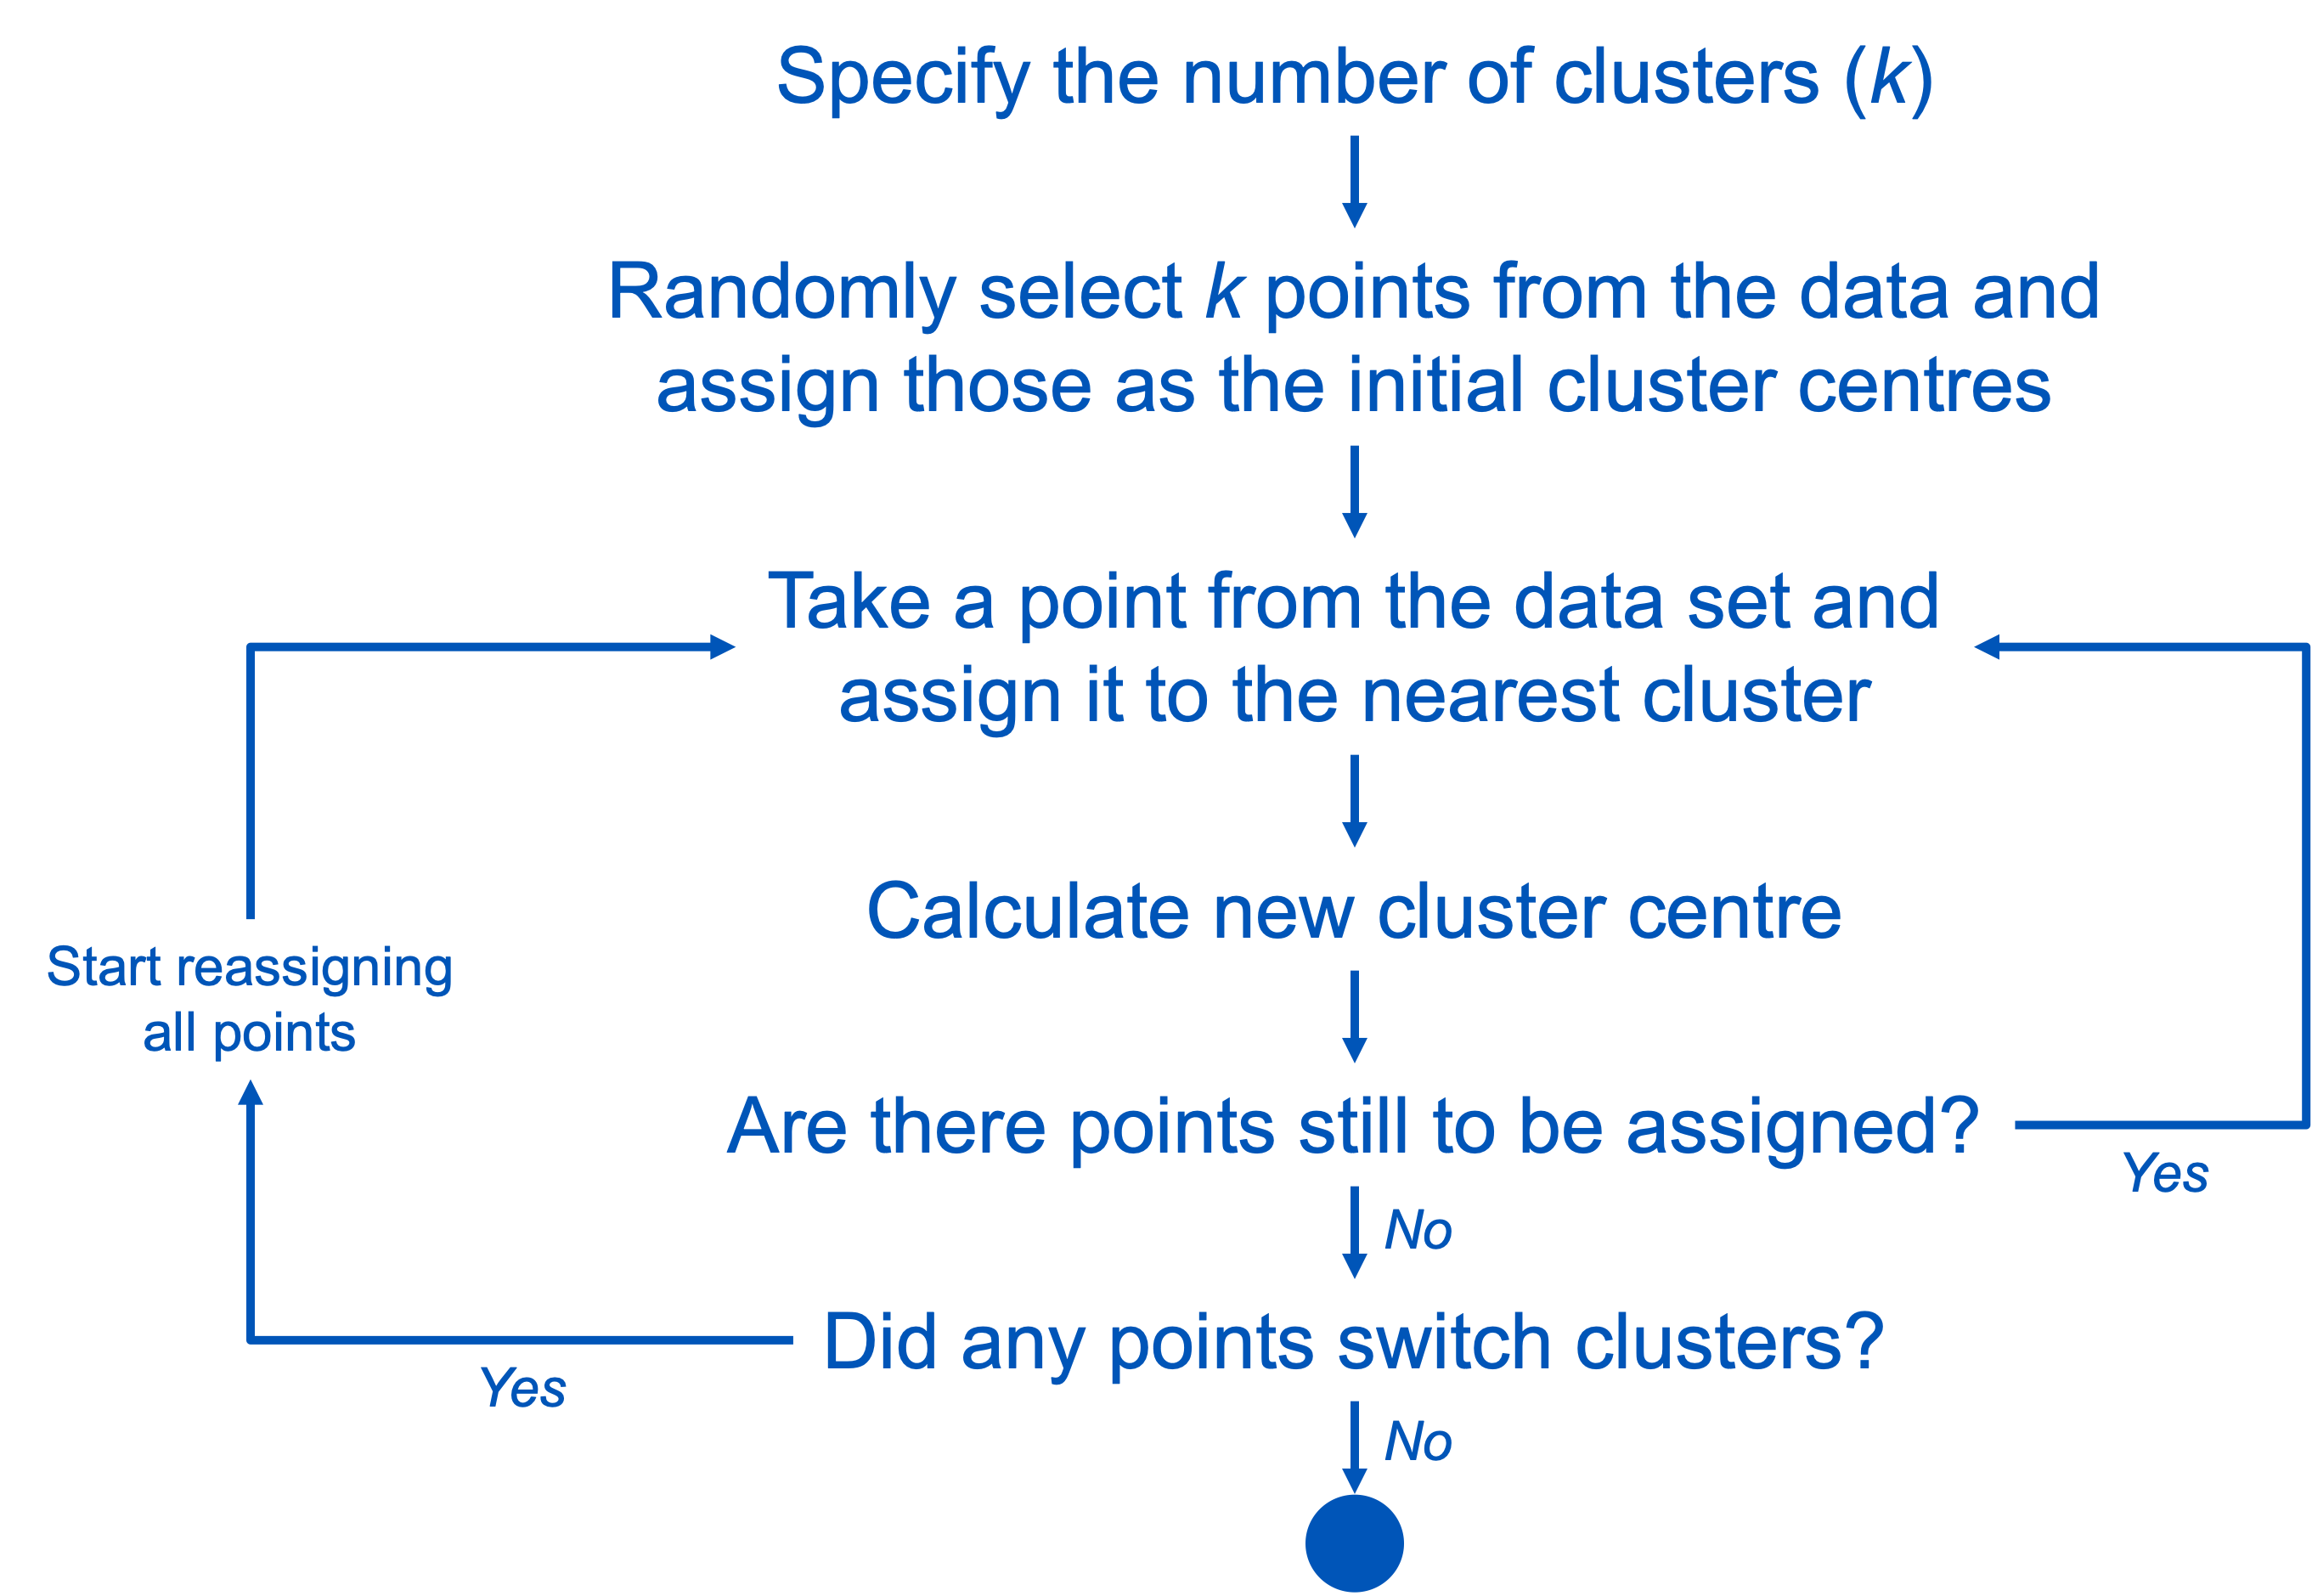 Specify the number of clusters (k)
Randomly select k points from the data and
assign those as the initial cluster centres
Take a point from the data set and
assign it to the nearest cluster
Calculate new cluster centre
Start reassigning
all points
Are there points still to be assigned?
Yes
No
Did any points switch clusters?
Yes
No